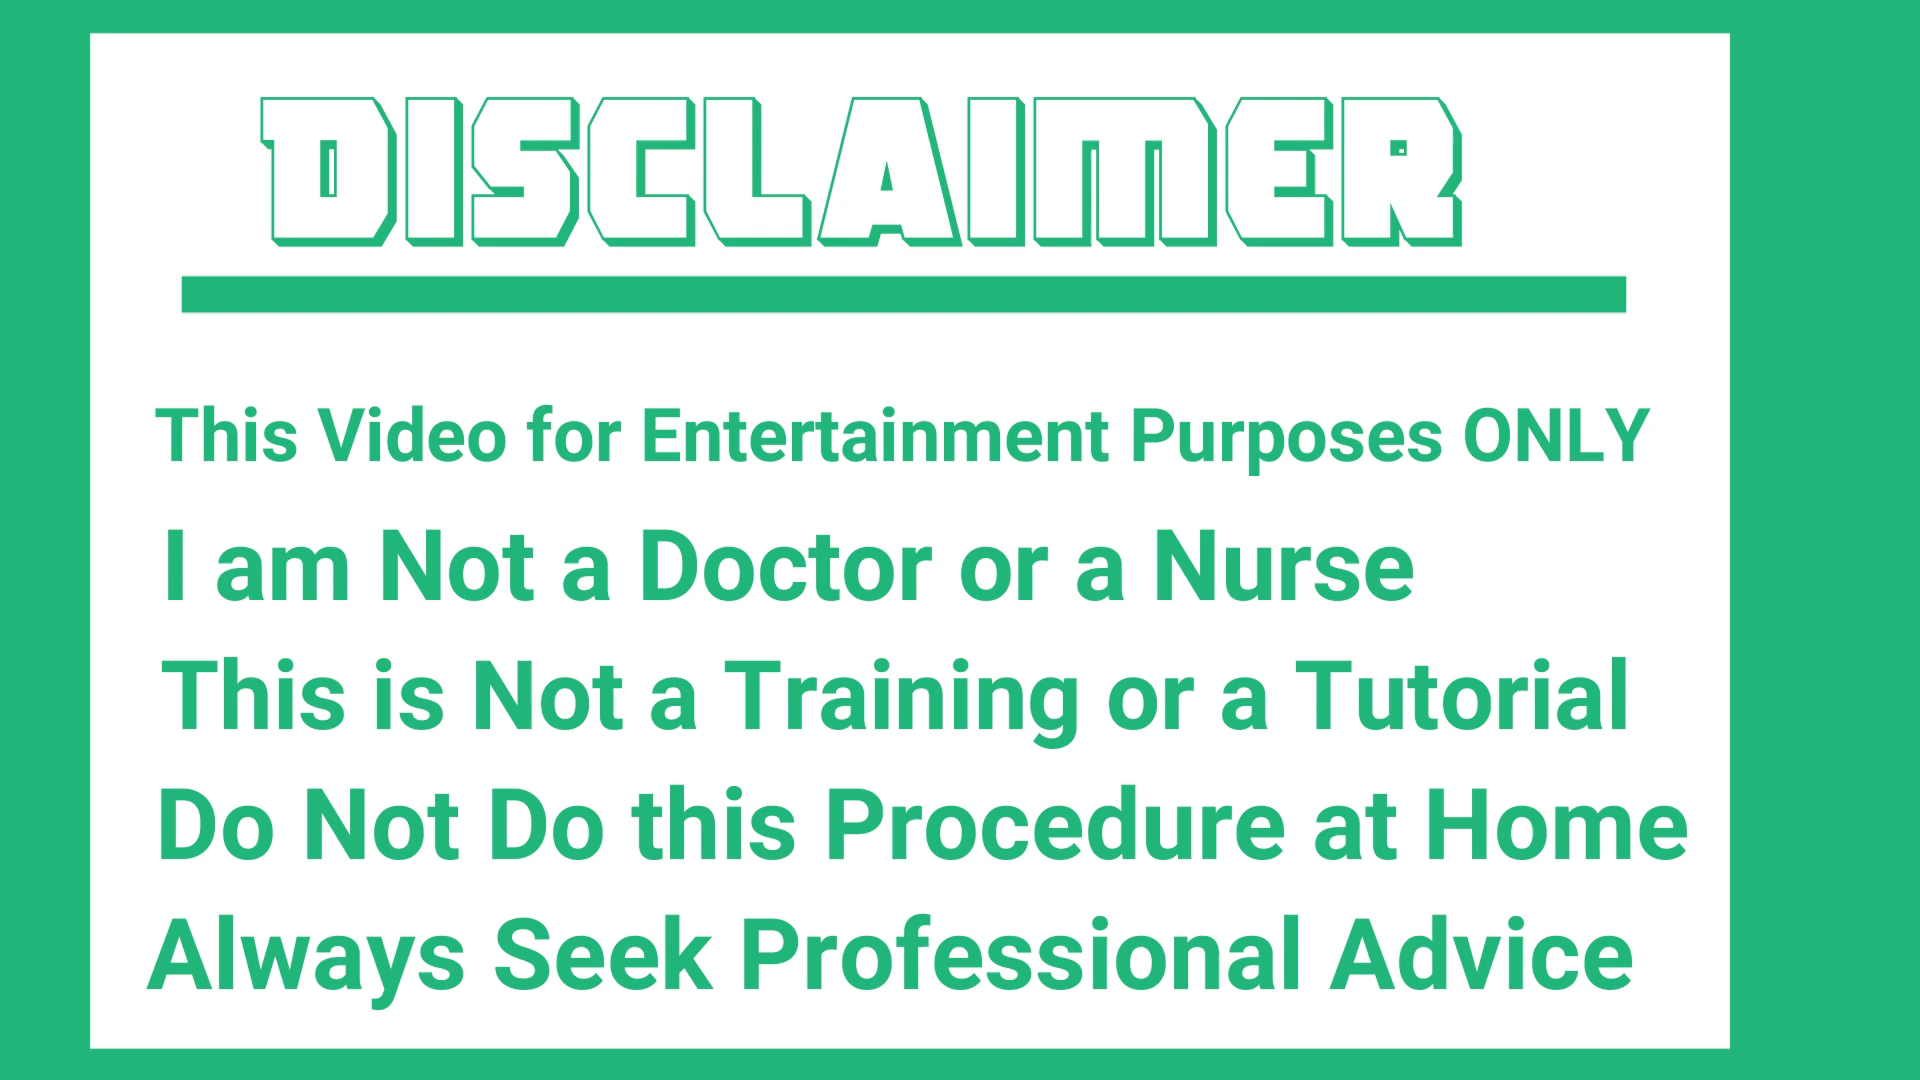 DISCLAIMER
This Video for Entertainment Purposes ONLY
I am Not a Doctor or a Nurse
This is Not a Training or a Tutorial
Do Not Do this Procedure at Home
Always Seek Professional Advice